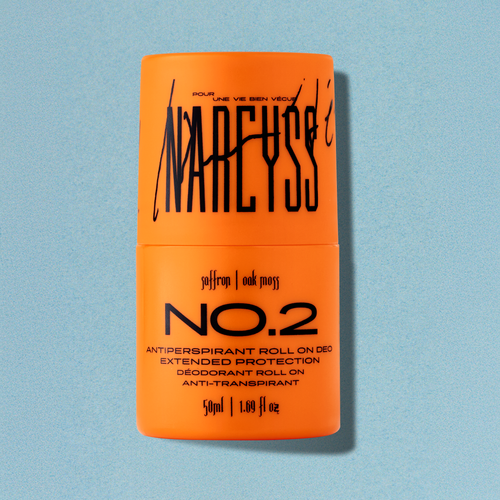 POUR
UNE VIE BIEN VÉCUE
NARCYSS
saffron | oak moss
NO.2
ANTIPERSPIRANT ROLL ON DEO
EXTENDED PROTECTION
DÉODORANT ROLL ON
ANTI-TRANSPIRANT
50ml | 1.69 fl oz